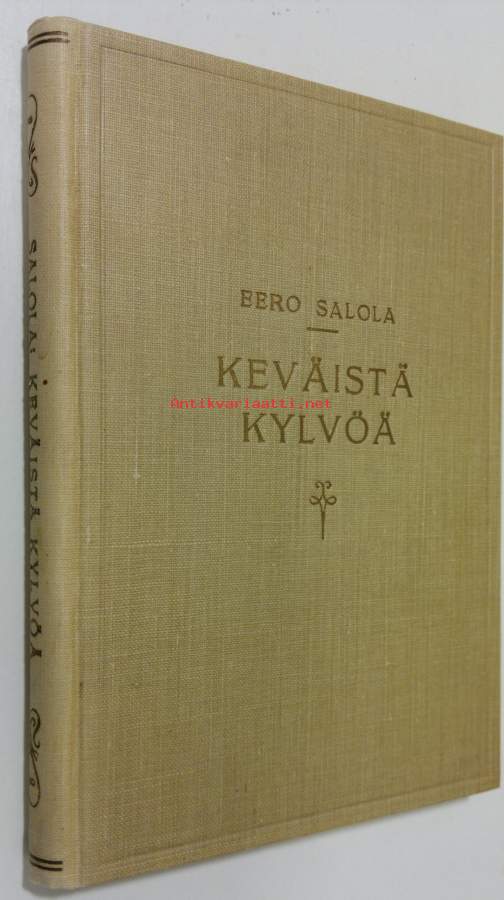 EERO SALOLA
KEVÄISTÄ
Antikvariaatti.net
KYLVÖÄ
SALOLA: KEVÄISTÄ KYLVÖÄ